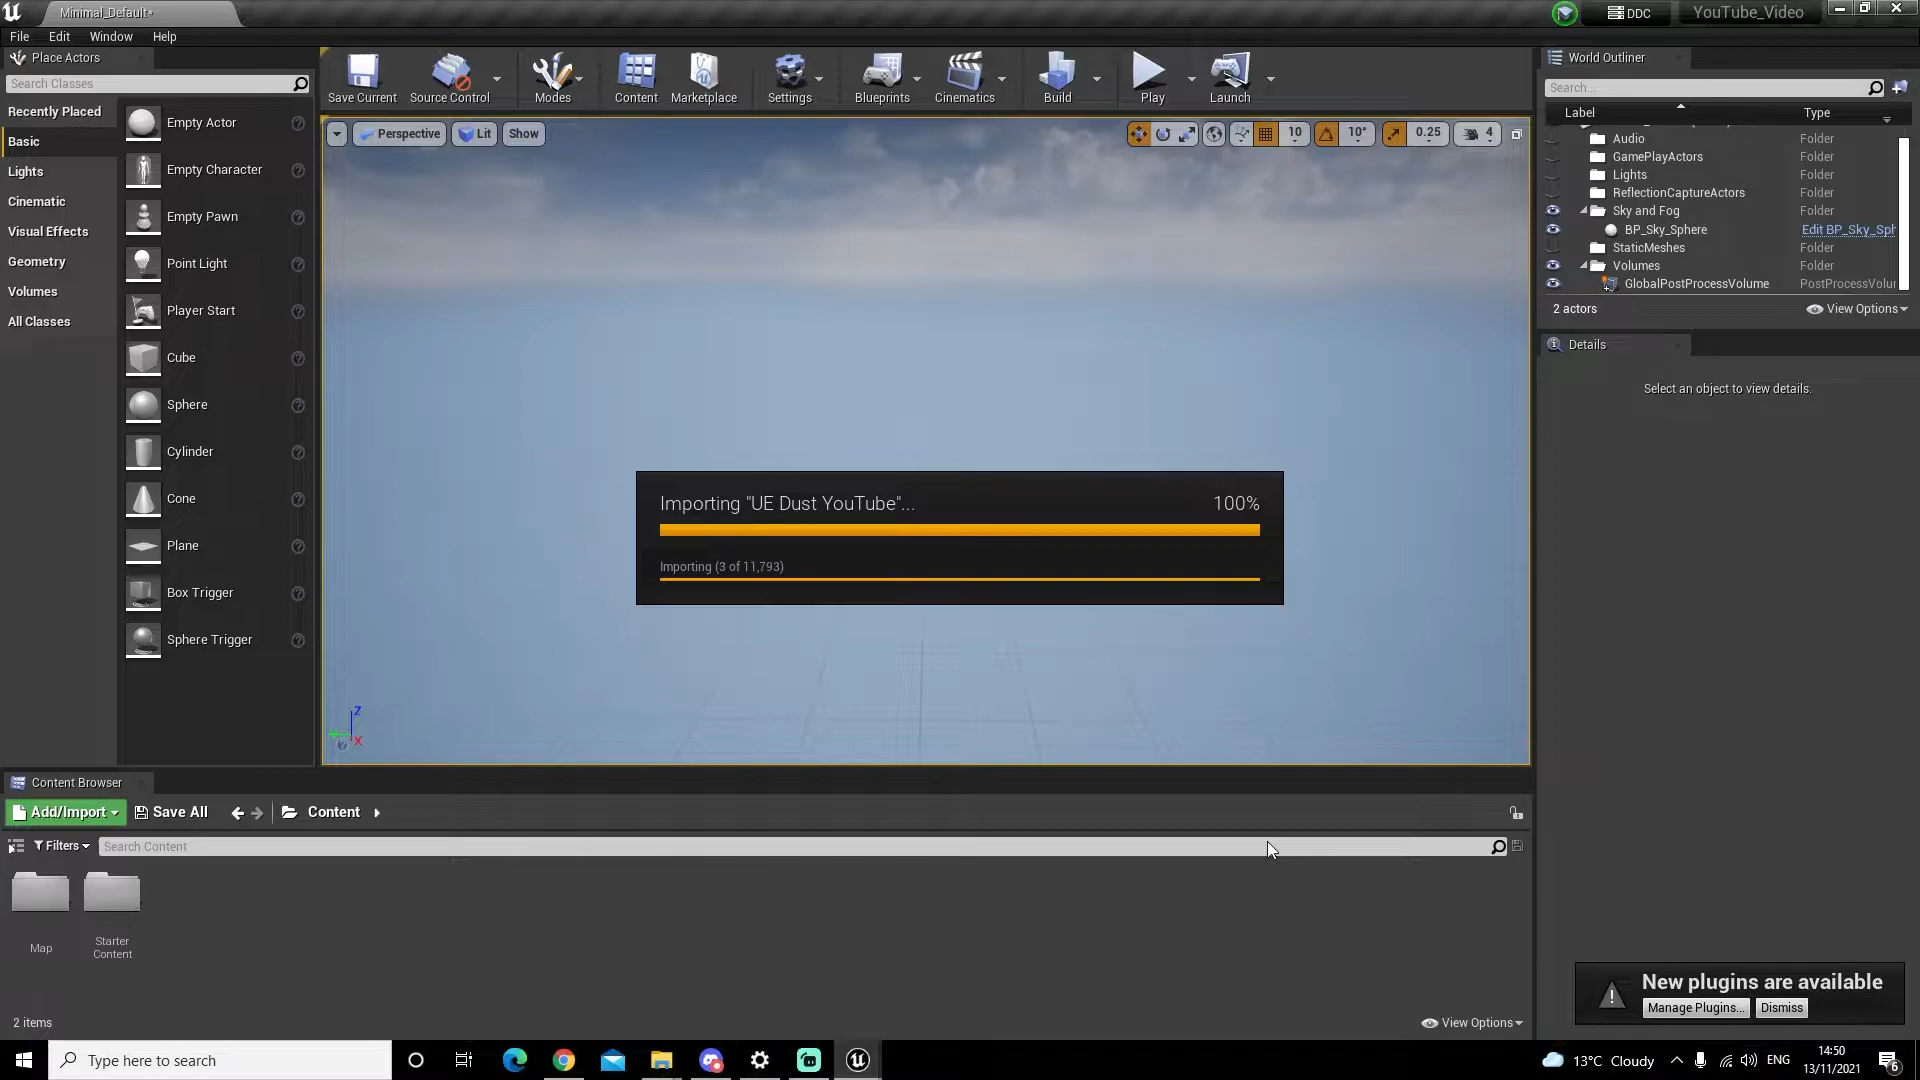 Minimal_Default*
DDC
YouTube_Video
File Edit Window Help
Place Actors
Search Classes
Recently Placed
Basic
Lights
Cinematic
Visual Effects
Geometry
Volumes
All Classes
Empty Actor
Empty Character
Empty Pawn
Point Light
Player Start
Cube
Sphere
Cylinder
Cone
Plane
Box Trigger
Sphere Trigger
Save Current Source Control Modes Content Marketplace Settings Blueprints Cinematics Build Play Launch
Perspective Lit Show 10 10° 0.25 4
Importing "UE Dust YouTube"... 100%
Importing (3 of 11,793)
Z
X
World Outliner
Search...
Label Type
Audio Folder
GamePlayActors Folder
Lights Folder
ReflectionCaptureActors Folder
Sky and Fog Folder
BP_Sky_Sphere Edit BP_Sky_Sph
StaticMeshes Folder
Volumes Folder
GlobalPostProcessVolume PostProcessVolu
2 actors View Options
Details
Select an object to view details.
Content Browser
Add/Import Save All Content
Filters Search Content
Map
Starter
Content
2 items View Options
New plugins are available
Manage Plugins... Dismiss
Type here to search
13°C Cloudy ENG
14:50
13/11/2021
6